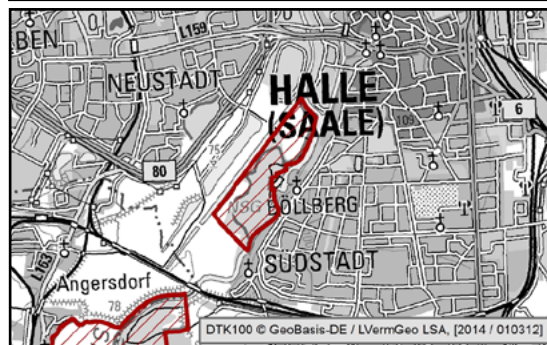 BEN
L159
NEUSTADT
HALLE
(SAALE)
109
6
75
80
NSG BÖLLBERG
SÜDSTADT
L163
Angersdorf
78
DTK100 © GeoBasis-DE / LVermGeo LSA, [2014 / 010312]